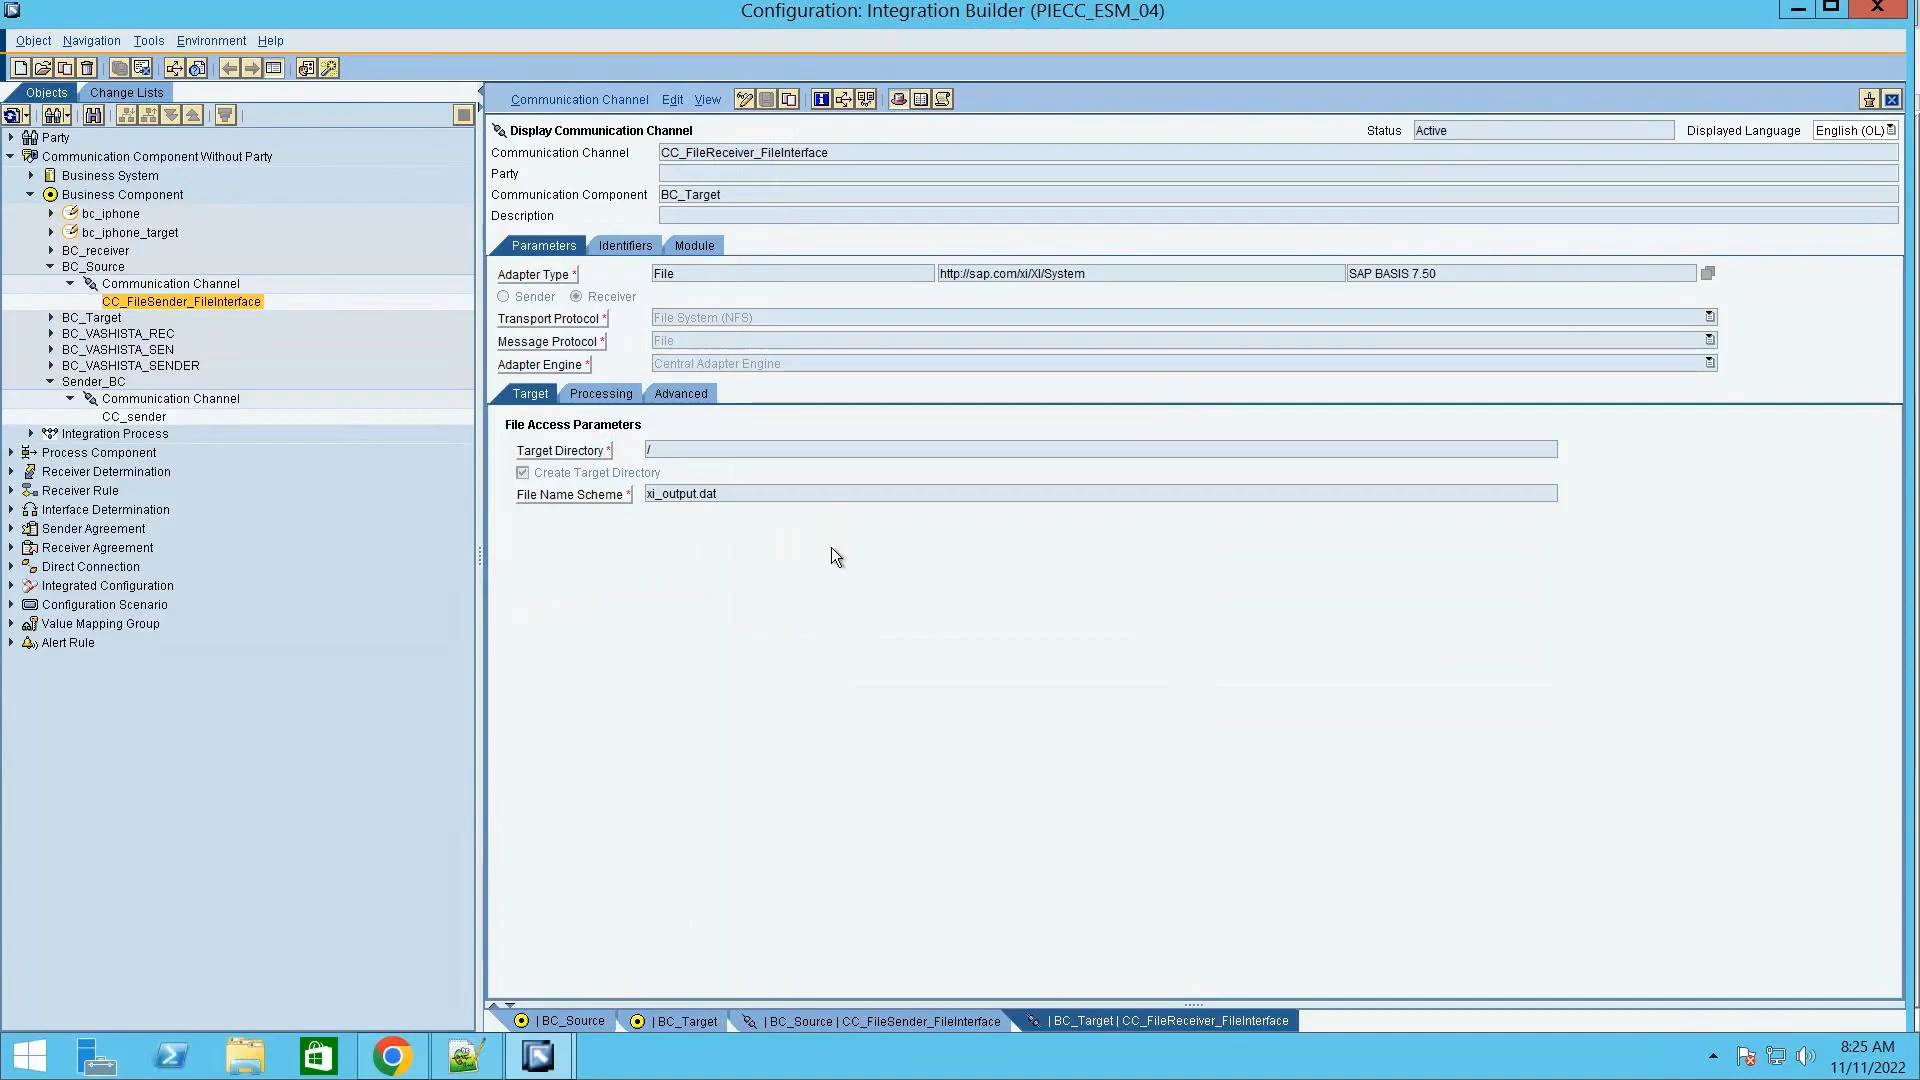 Configuration: Integration Builder (PIECC_ESM_04)
Object Navigation Tools Environment Help
Objects Change Lists
Party
Communication Component Without Party
Business System
Business Component
bc_iphone
bc_iphone_target
BC_receiver
BC_Source
Communication Channel
CC_FileSender_FileInterface
BC_Target
BC_VASHISTA_REC
BC_VASHISTA_SEN
BC_VASHISTA_SENDER
Sender_BC
Communication Channel
CC_sender
Integration Process
Process Component
Receiver Determination
Receiver Rule
Interface Determination
Sender Agreement
Receiver Agreement
Direct Connection
Integrated Configuration
Configuration Scenario
Value Mapping Group
Alert Rule
Communication Channel Edit View
Display Communication Channel Status Active Displayed Language English (OL)
Communication Channel CC_FileReceiver_FileInterface
Party
Communication Component BC_Target
Description
Parameters Identifiers Module
Adapter Type * File http://sap.com/xi/XI/System SAP BASIS 7.50
Sender Receiver
Transport Protocol * File System (NFS)
Message Protocol * File
Adapter Engine * Central Adapter Engine
Target Processing Advanced
File Access Parameters
Target Directory * /
Create Target Directory
File Name Scheme * xi_output.dat
| BC_Source | BC_Target | BC_Source | CC_FileSender_FileInterface | BC_Target | CC_FileReceiver_FileInterface
8:25 AM
11/11/2022